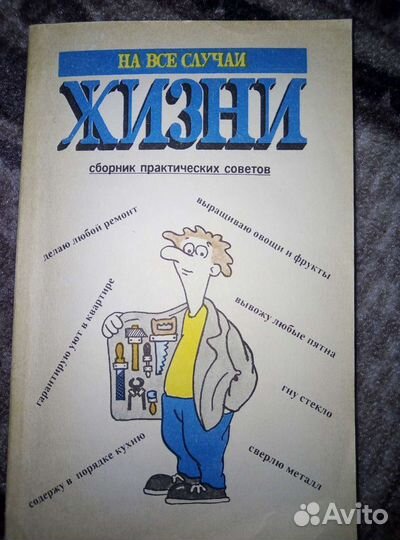 НА ВСЕ СЛУЧАИ
ЖИЗНИ
сборник практических советов
делаю любой ремонт
выращиваю овощи и фрукты
гарантирую уют в квартире
вывожу любые пятна
гну стекло
содержу в порядке кухню
сверлю металл
Avito